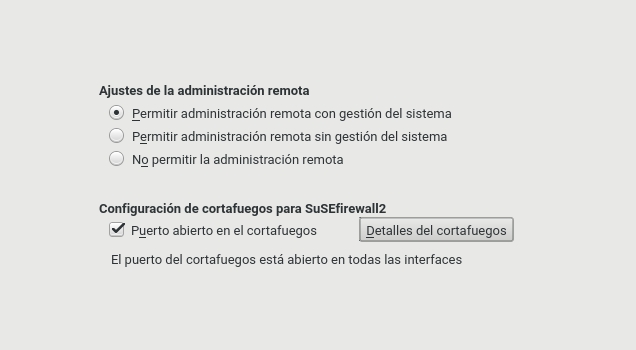 Ajustes de la administración remota
Permitir administración remota con gestión del sistema
Permitir administración remota sin gestión del sistema
No permitir la administración remota
Configuración de cortafuegos para SuSEfirewall2
Puerto abierto en el cortafuegos Detalles del cortafuegos
El puerto del cortafuegos está abierto en todas las interfaces